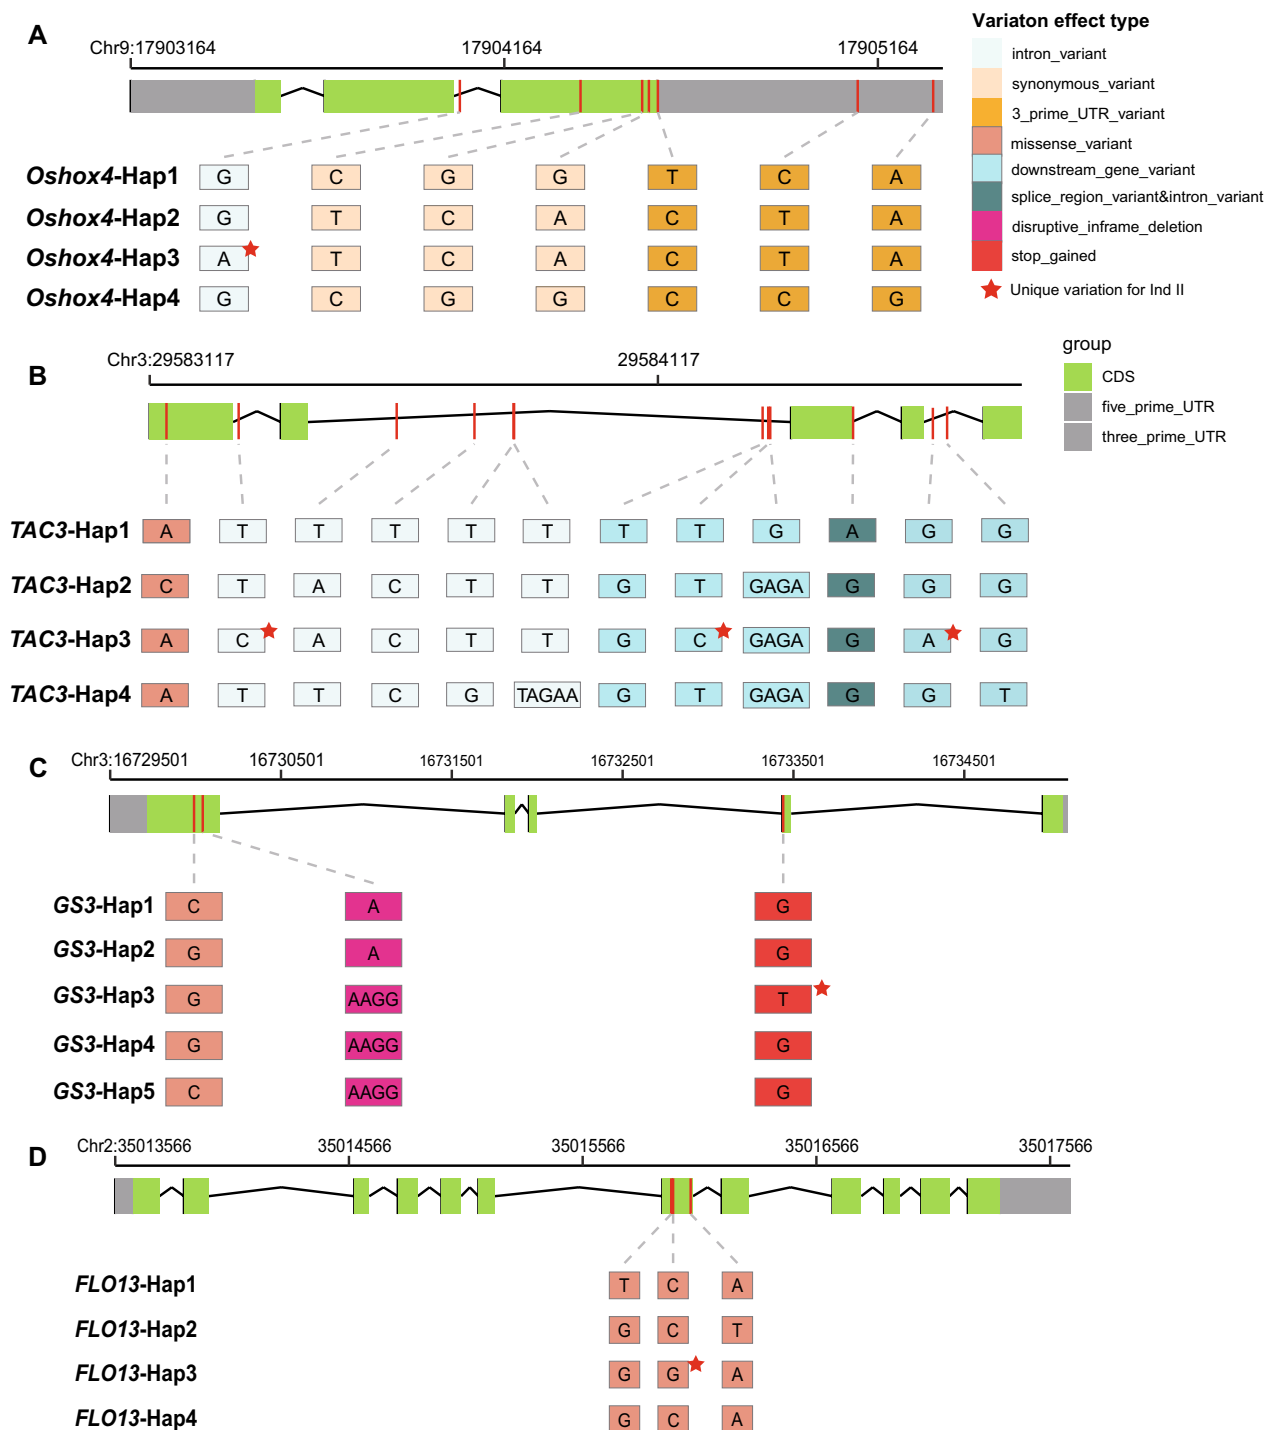 A
Chr9:17903164 17904164 17905164
Oshox4-Hap1 G C G G T C A
Oshox4-Hap2 G T C A C T A
Oshox4-Hap3 A T C A C T A
Oshox4-Hap4 G C G G C C G
Variaton effect type
intron_variant
synonymous_variant
3_prime_UTR_variant
missense_variant
downstream_gene_variant
splice_region_variant&intron_variant
disruptive_inframe_deletion
stop_gained
Unique variation for Ind II
group
CDS
five_prime_UTR
three_prime_UTR
B
Chr3:29583117 29584117
TAC3-Hap1 A T T T T T T T G A G G
TAC3-Hap2 C T A C T T G T GAGA G G G
TAC3-Hap3 A C A C T T G C GAGA G A G
TAC3-Hap4 A T T C G TAGAA G T GAGA G G T
C
Chr3:16729501 16730501 16731501 16732501 16733501 16734501
GS3-Hap1 C A G
GS3-Hap2 G A G
GS3-Hap3 G AAGG T
GS3-Hap4 G AAGG G
GS3-Hap5 C AAGG G
D
Chr2:35013566 35014566 35015566 35016566 35017566
FLO13-Hap1 T C A
FLO13-Hap2 G C T
FLO13-Hap3 G G A
FLO13-Hap4 G C A